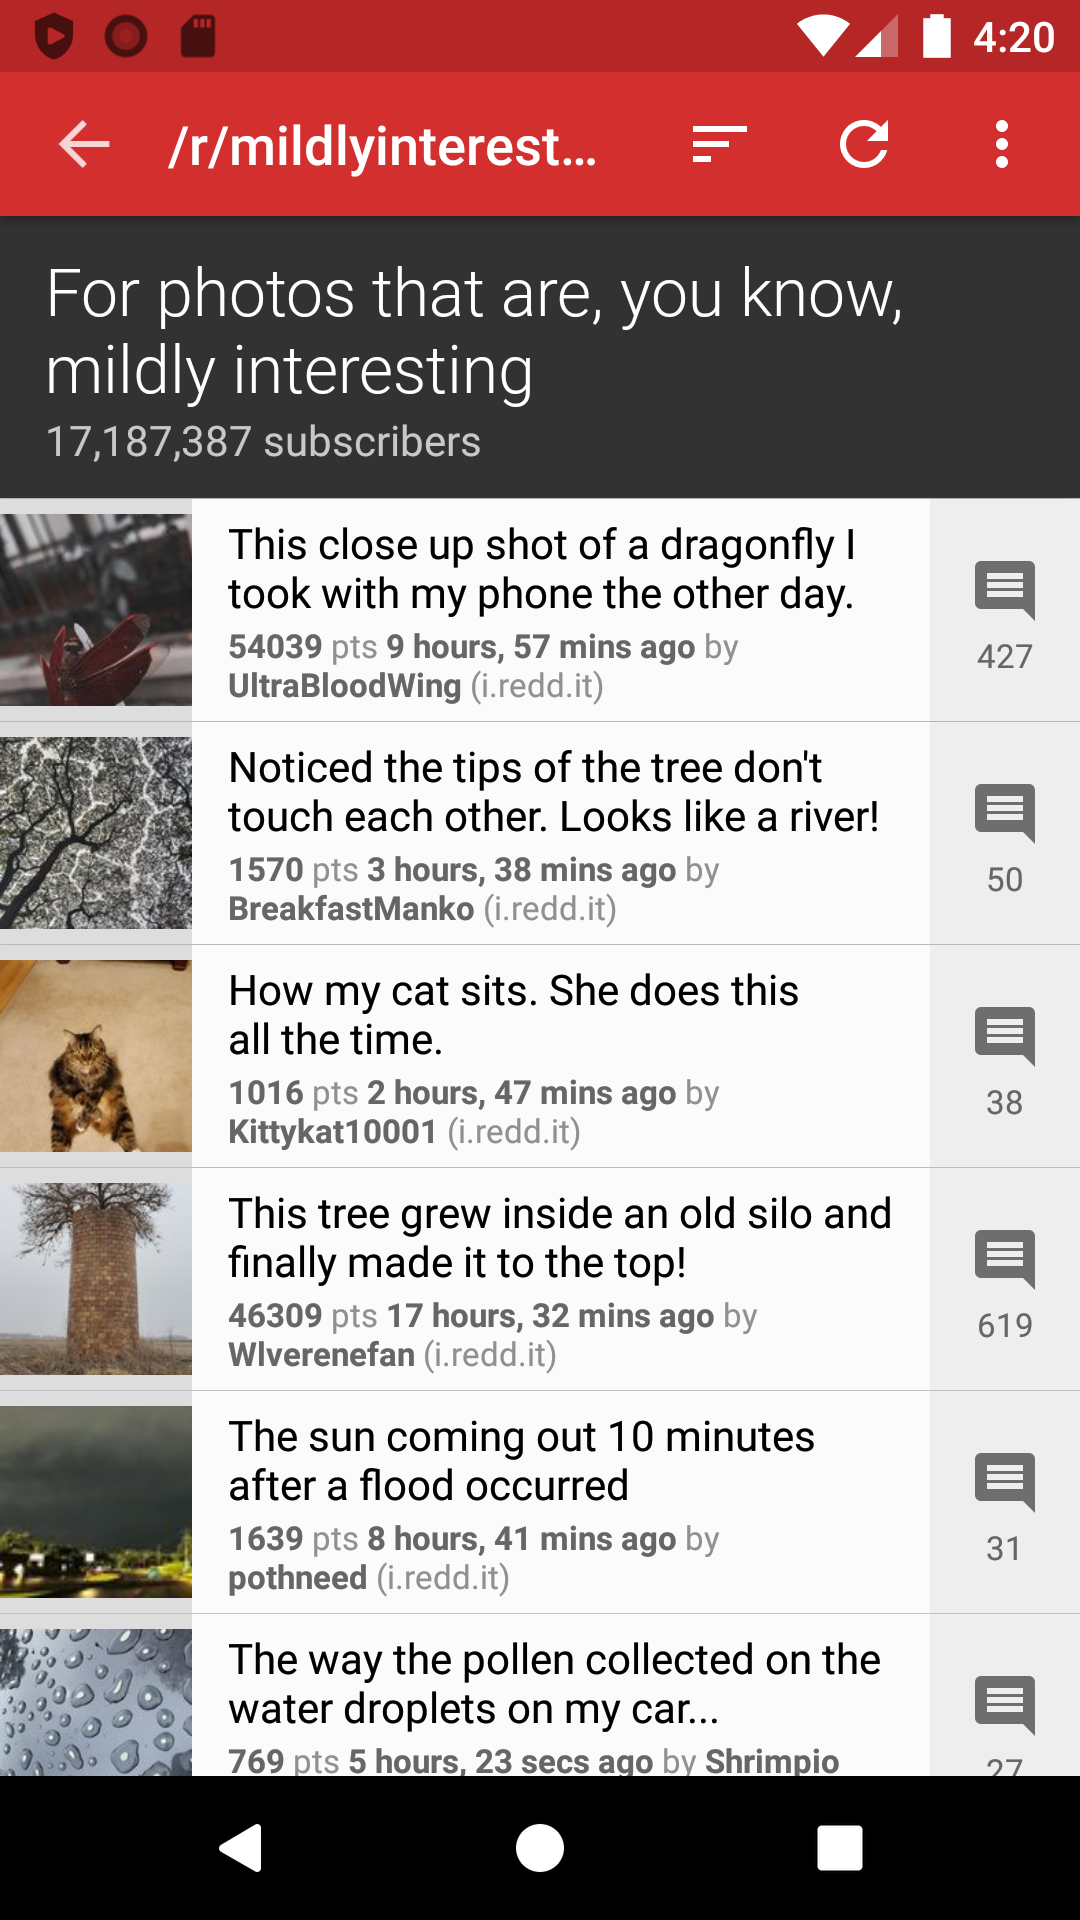 4:20
/r/mildlyinterest...
For photos that are, you know,
mildly interesting
17,187,387 subscribers
This close up shot of a dragonfly I
took with my phone the other day.
54039 pts 9 hours, 57 mins ago by
UltraBloodWing (i.redd.it)
427
Noticed the tips of the tree don't
touch each other. Looks like a river!
1570 pts 3 hours, 38 mins ago by
BreakfastManko (i.redd.it)
50
How my cat sits. She does this
all the time.
1016 pts 2 hours, 47 mins ago by
Kittykat10001 (i.redd.it)
38
This tree grew inside an old silo and
finally made it to the top!
46309 pts 17 hours, 32 mins ago by
Wlverenefan (i.redd.it)
619
The sun coming out 10 minutes
after a flood occurred
1639 pts 8 hours, 41 mins ago by
pothneed (i.redd.it)
31
The way the pollen collected on the
water droplets on my car...
769 pts 5 hours, 23 secs ago by Shrimpio
27